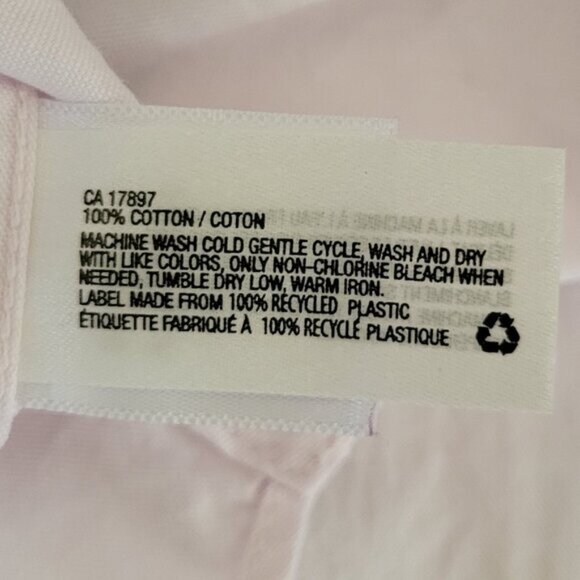 CA 17897
100% COTTON / COTON
MACHINE WASH COLD GENTLE CYCLE, WASH AND DRY
WITH LIKE COLORS, ONLY NON-CHLORINE BLEACH WHEN
NEEDED, TUMBLE DRY LOW, WARM IRON.
LABEL MADE FROM 100% RECYCLED PLASTIC
ÉTIQUETTE FABRIQUÉ À 100% RECYCLÉ PLASTIQUE